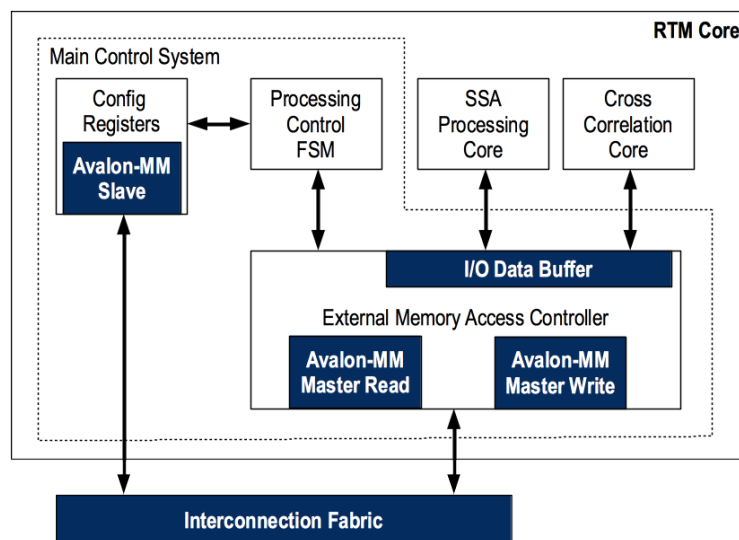 RTM Core
Main Control System
Config
Registers
Avalon-MM
Slave
Processing
Control
FSM
SSA
Processing
Core
Cross
Correlation
Core
I/O Data Buffer
External Memory Access Controller
Avalon-MM
Master Read
Avalon-MM
Master Write
Interconnection Fabric